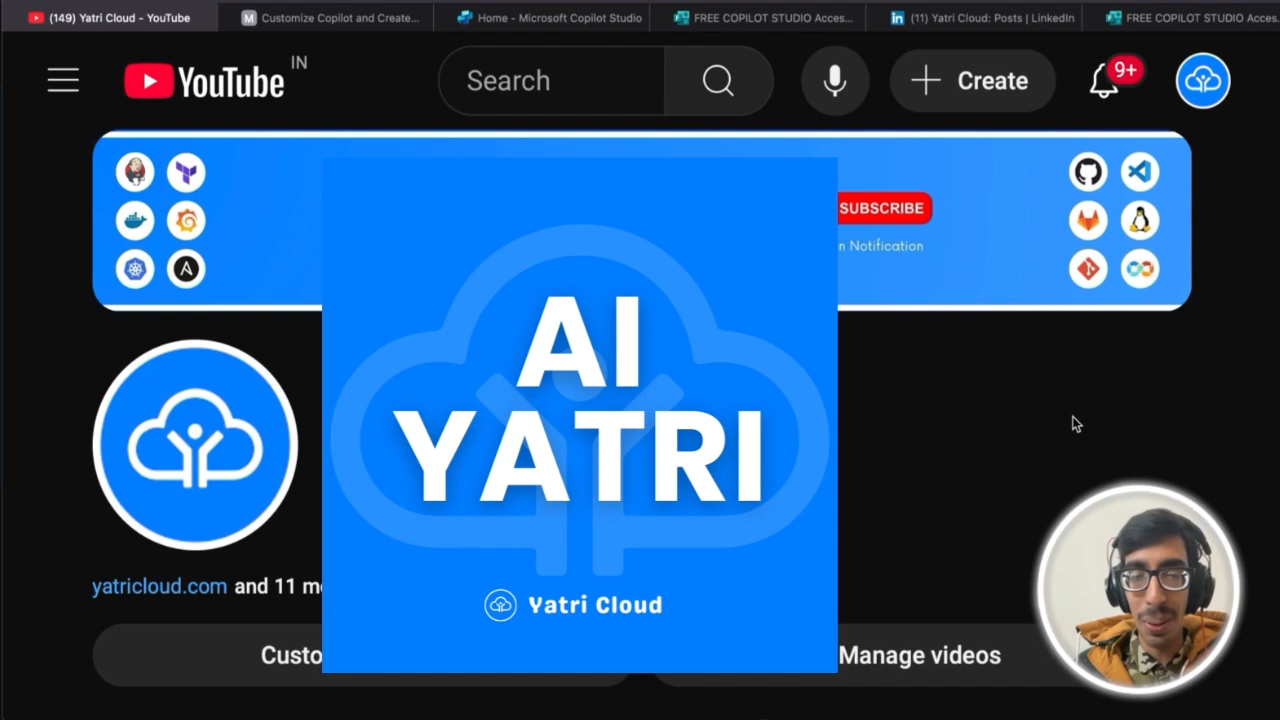 (149) Yatri Cloud - YouTube
Customize Copilot and Create...
Home - Microsoft Copilot Studio
FREE COPILOT STUDIO Acces...
in (11) Yatri Cloud: Posts | LinkedIn
FREE COPILOT STUDIO Acces
YouTube IN
Search
Create
9+
SUBSCRIBE
n Notification
AI
YATRI
yatricloud.com and 11 m
Yatri Cloud
Custo
Manage videos